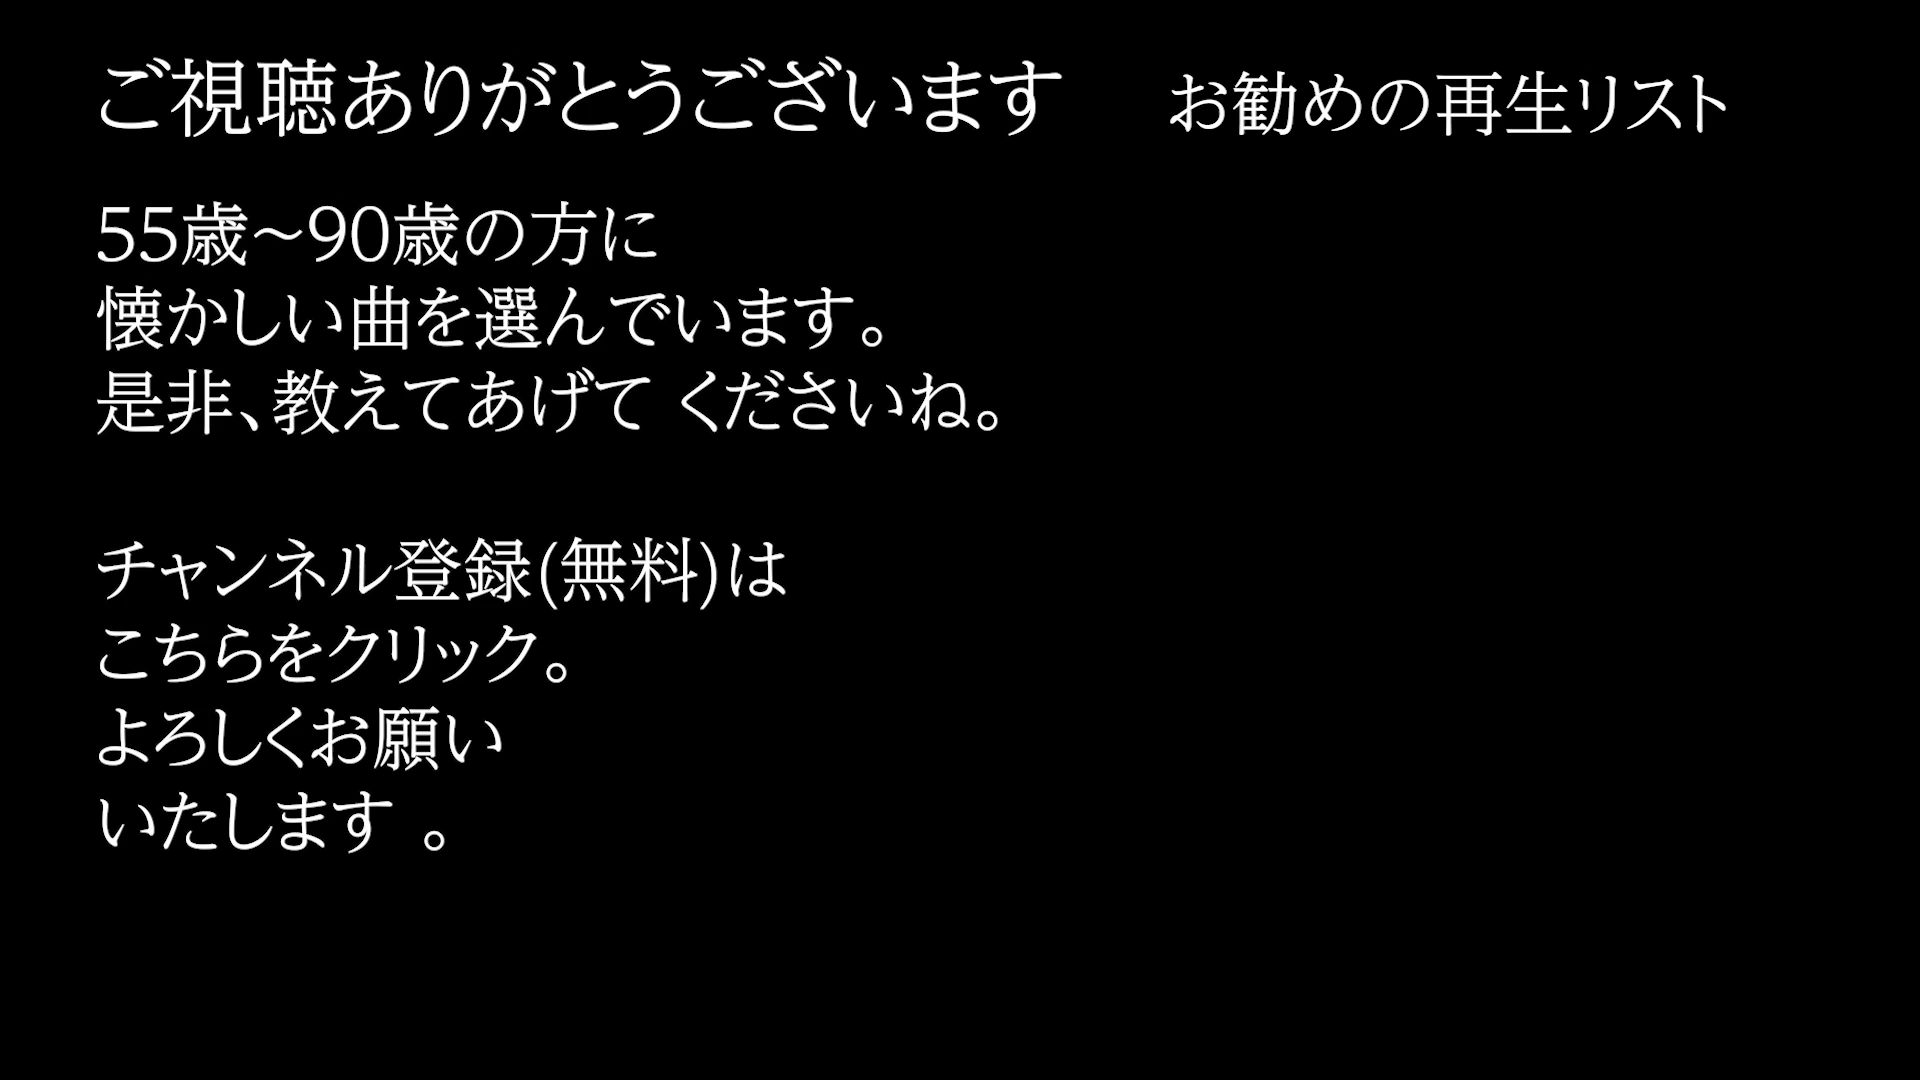 ご視聴ありがとうございます
お勧めの再生リスト
55歳~90歳の方に
懐かしい曲を選んでいます。
是非、教えてあげて くださいね。
チャンネル登録(無料)は
こちらをクリック。
よろしくお願い
いたします 。